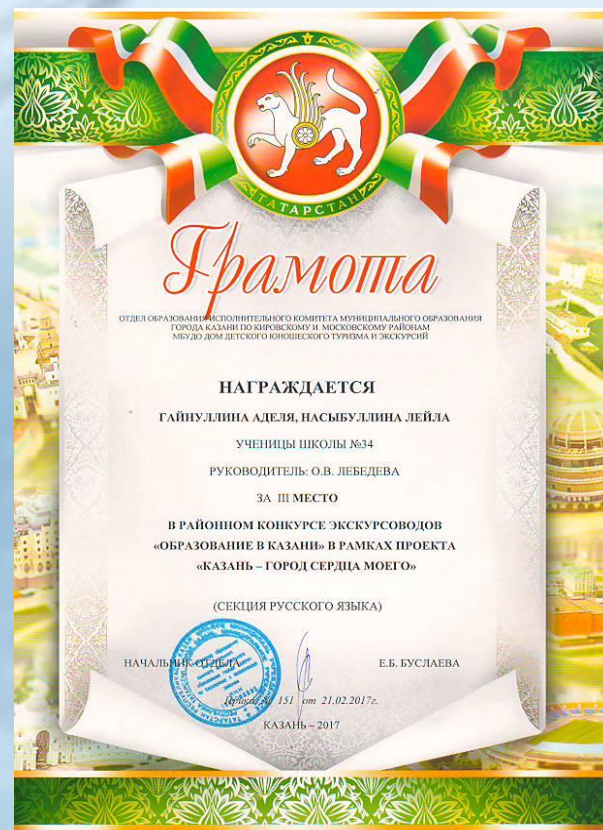 ТАТАРСТАН
Грамота
ОТДЕЛ ОБРАЗОВАНИЯ ИСПОЛНИТЕЛЬНОГО КОМИТЕТА МУНИЦИПАЛЬНОГО ОБРАЗОВАНИЯ
ГОРОДА КАЗАНИ ПО КИРОВСКОМУ И МОСКОВСКОМУ РАЙОНАМ
МБУДО ДОМ ДЕТСКОГО ЮНОШЕСКОГО ТУРИЗМА И ЭКСКУРСИЙ
НАГРАЖДАЕТСЯ
ГАЙНУЛЛИНА АДЕЛЯ, НАСЫБУЛЛИНА ЛЕЙЛА
УЧЕНИЦЫ ШКОЛЫ №34
РУКОВОДИТЕЛЬ: О.В. ЛЕБЕДЕВА
ЗА III МЕСТО
В РАЙОННОМ КОНКУРСЕ ЭКСКУРСОВОДОВ
«ОБРАЗОВАНИЕ В КАЗАНИ» В РАМКАХ ПРОЕКТА
«КАЗАНЬ – ГОРОД СЕРДЦА МОЕГО»
(СЕКЦИЯ РУССКОГО ЯЗЫКА)
НАЧАЛЬНИК ОТДЕЛА Е.Б. БУСЛАЕВА
Приказ № 151 от 21.02.2017г.
КАЗАНЬ – 2017